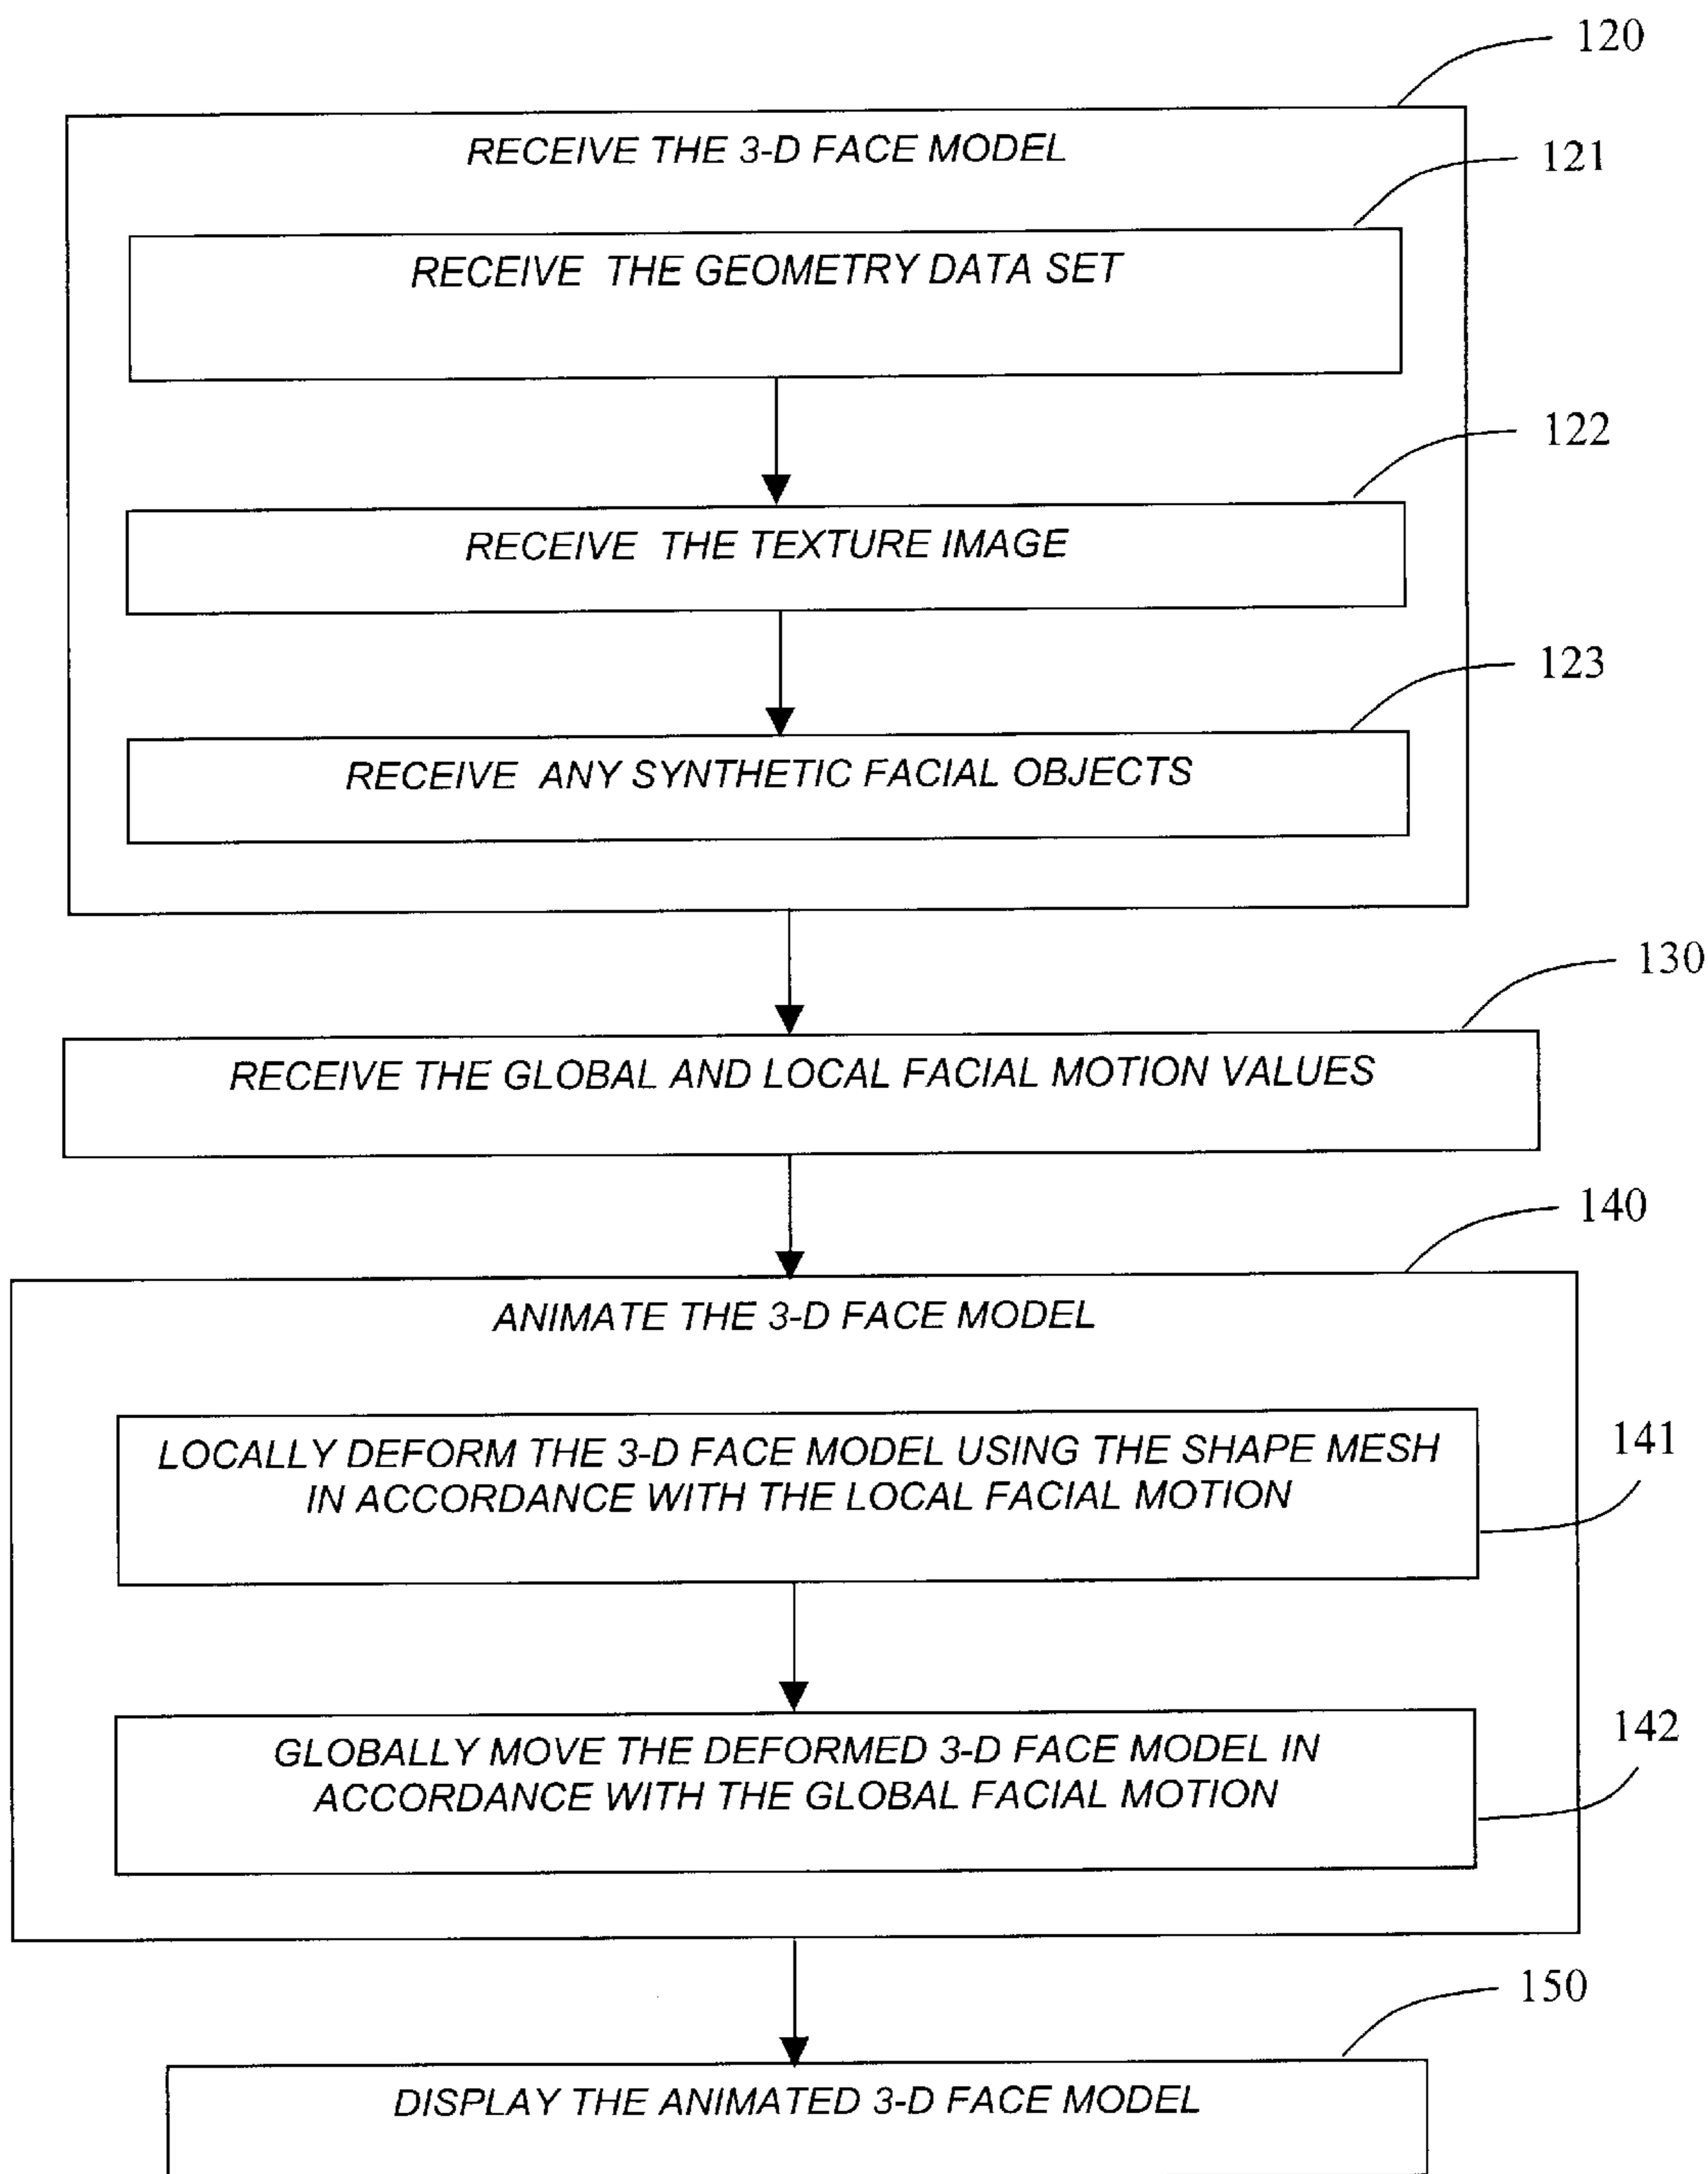 120
RECEIVE THE 3-D FACE MODEL
121
RECEIVE THE GEOMETRY DATA SET
122
RECEIVE THE TEXTURE IMAGE
123
RECEIVE ANY SYNTHETIC FACIAL OBJECTS
130
RECEIVE THE GLOBAL AND LOCAL FACIAL MOTION VALUES
140
ANIMATE THE 3-D FACE MODEL
141
LOCALLY DEFORM THE 3-D FACE MODEL USING THE SHAPE MESH
IN ACCORDANCE WITH THE LOCAL FACIAL MOTION
142
GLOBALLY MOVE THE DEFORMED 3-D FACE MODEL IN
ACCORDANCE WITH THE GLOBAL FACIAL MOTION
150
DISPLAY THE ANIMATED 3-D FACE MODEL